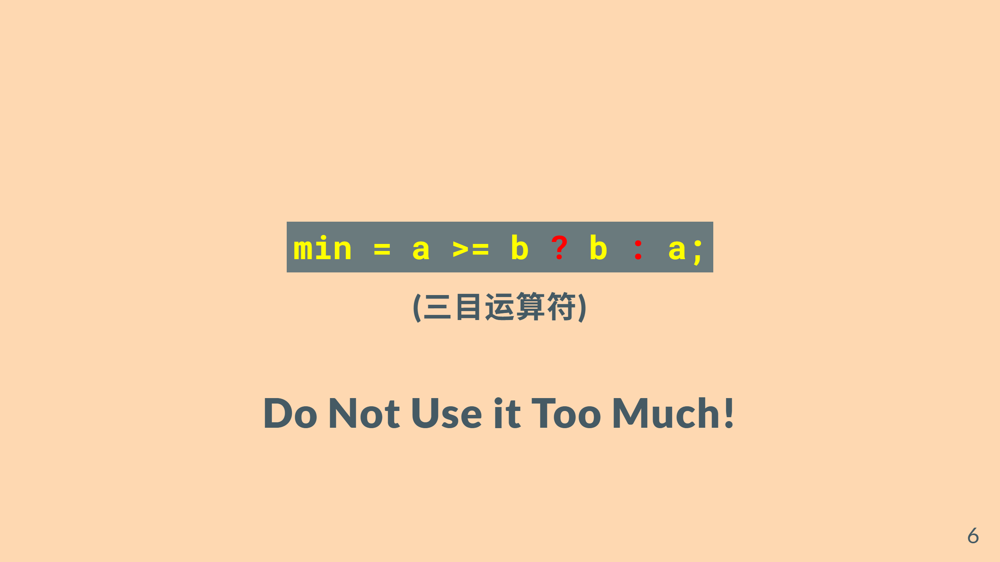 min = a >= b ? b : a;
(三目运算符)
Do Not Use it Too Much!
6